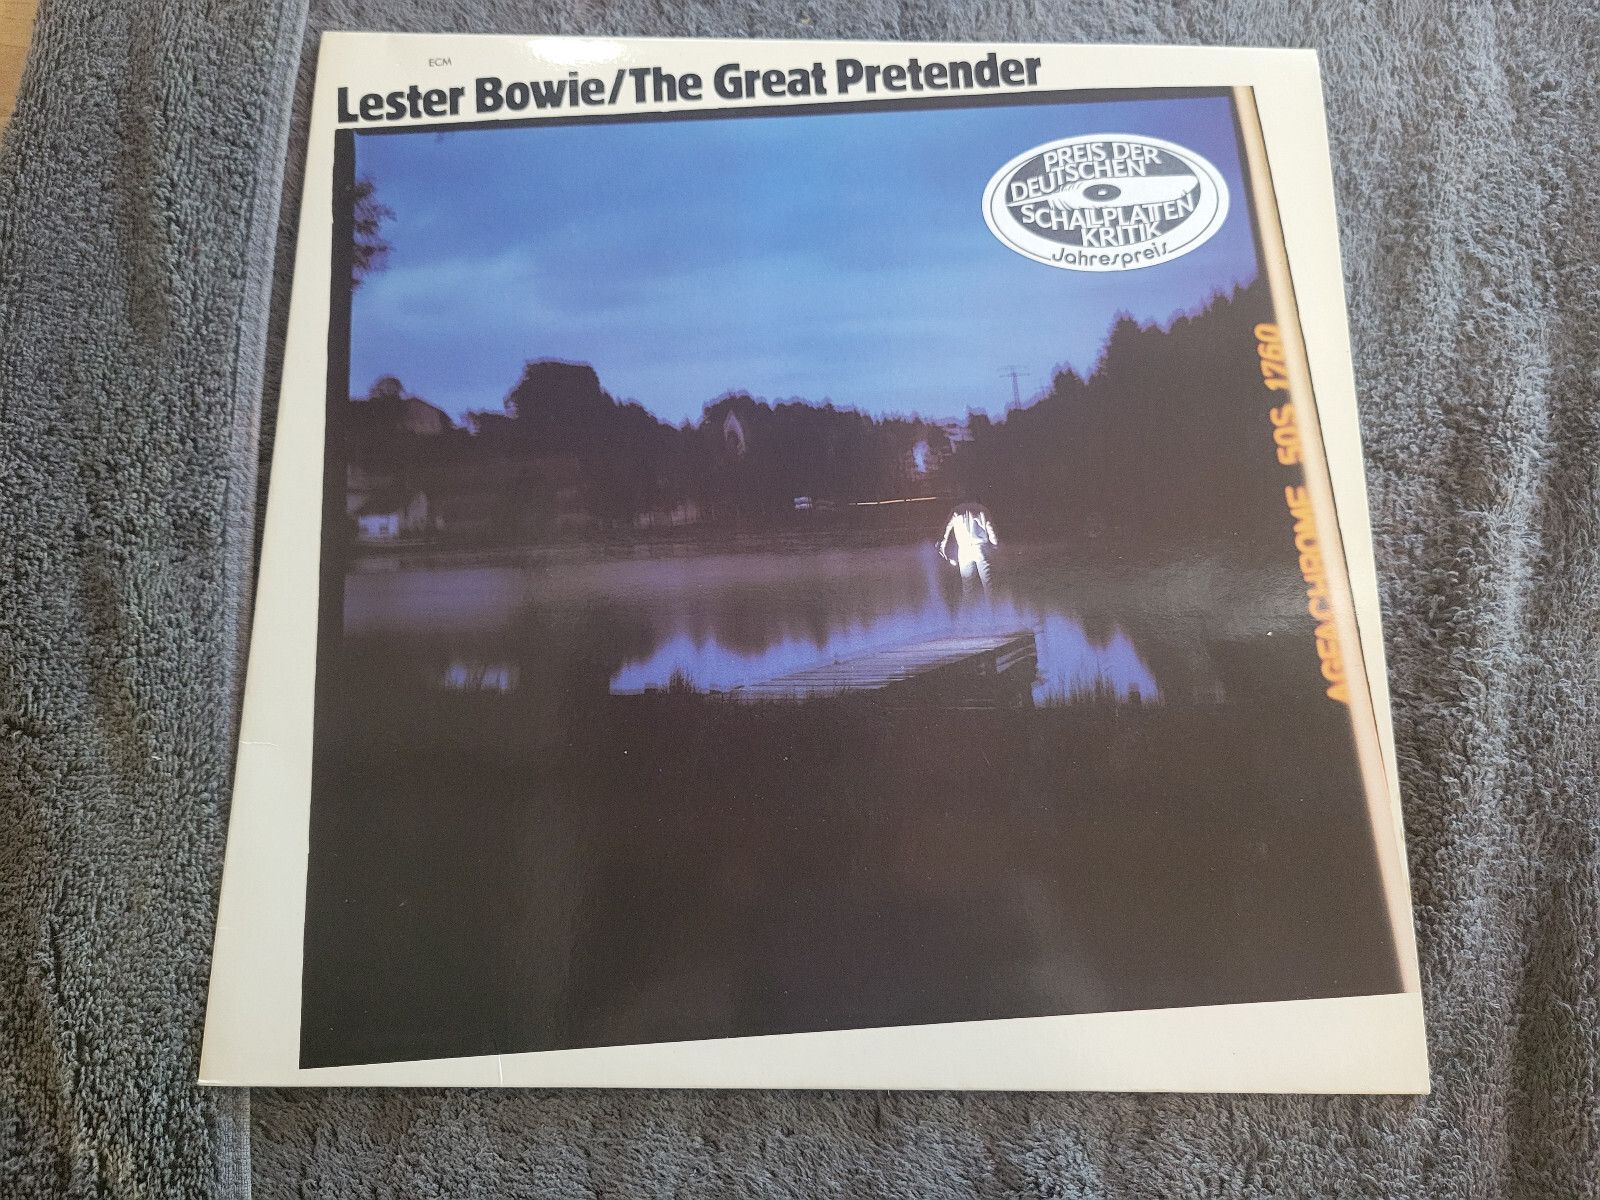 ECM
Lester Bowie/The Great Pretender
PREIS DER
DEUTSCHEN
SCHALLPLATTEN
KRITIK
Jahrespreis
AGFACHROME 50S 1760